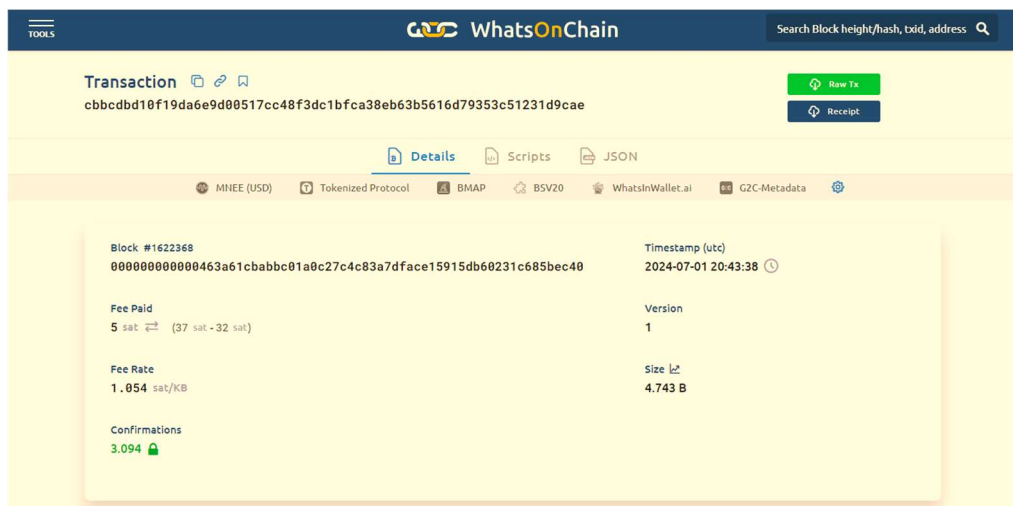 TOOLS
WhatsOnChain
Search Block height/hash, txid, address
Transaction
cbbcdbd10f19da6e9d00517cc48f3dc1bfca38eb63b5616d79353c51231d9cae
Raw Tx
Receipt
Details Scripts JSON
MNEE (USD) Tokenized Protocol BMAP BSV20 WhatsInWallet.ai G2C-Metadata
Block #1622368
000000000000463a61cbabbc01a0c27c4c83a7dface15915db60231c685bec40
Timestamp (utc)
2024-07-01 20:43:38
Fee Paid
5 sat (37 sat - 32 sat)
Version
1
Fee Rate
1.054 sat/KB
Size
4.743 B
Confirmations
3.094